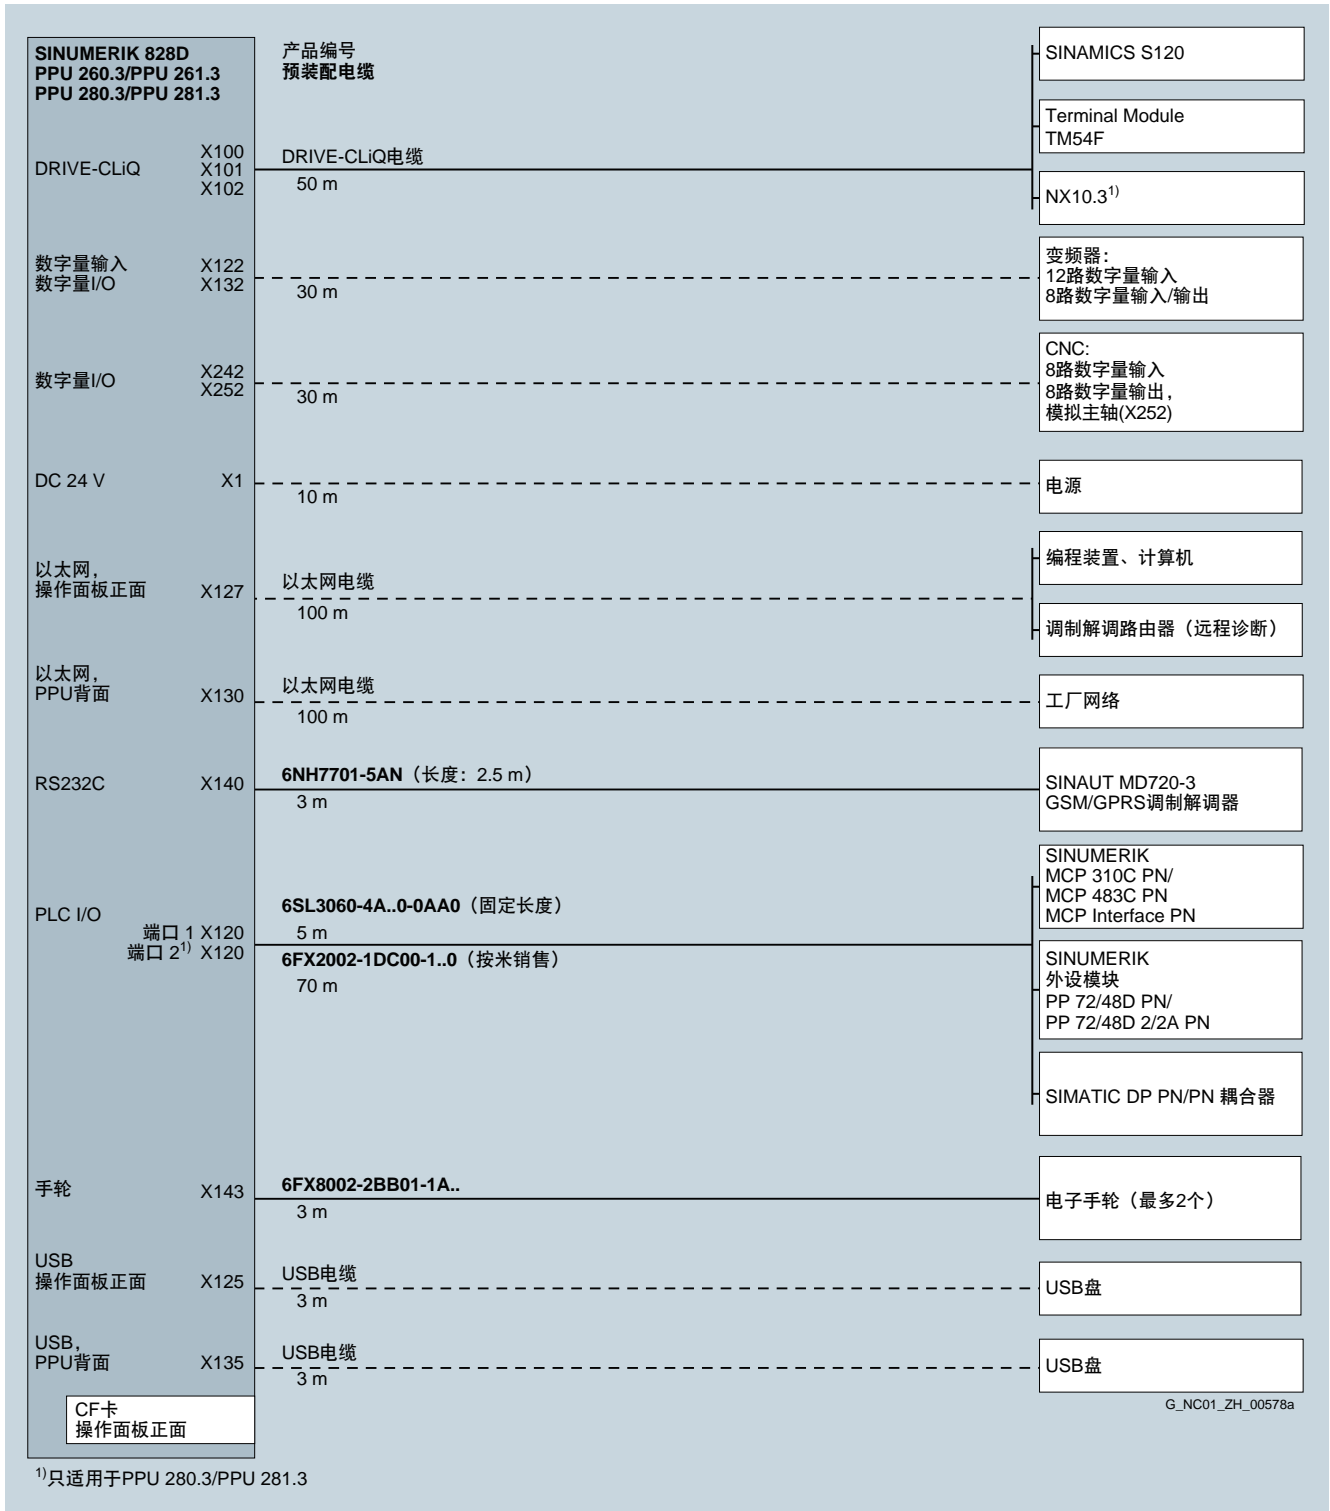 SINUMERIK 828D
PPU 260.3/PPU 261.3
PPU 280.3/PPU 281.3
产品编号
预装配电缆
SINAMICS S120
Terminal Module
TM54F
DRIVE-CLiQ
X100
X101
X102
DRIVE-CLiQ电缆
50 m
NX10.3¹⁾
数字量输入
数字量I/O
X122
X132
30 m
变频器：
12路数字量输入
8路数字量输入/输出
数字量I/O
X242
X252
30 m
CNC:
8路数字量输入
8路数字量输出，
模拟主轴(X252)
DC 24 V
X1
10 m
电源
以太网，
操作面板正面
X127
以太网电缆
100 m
编程装置、计算机
调制解调路由器（远程诊断）
以太网，
PPU背面
X130
以太网电缆
100 m
工厂网络
RS232C
X140
6NH7701-5AN（长度：2.5 m）
3 m
SINAUT MD720-3
GSM/GPRS调制解调器
PLC I/O
端口 1 X120
端口 2¹⁾ X120
6SL3060-4A..0-0AA0（固定长度）
5 m
6FX2002-1DC00-1..0（按米销售）
70 m
SINUMERIK
MCP 310C PN/
MCP 483C PN
MCP Interface PN
SINUMERIK
外设模块
PP 72/48D PN/
PP 72/48D 2/2A PN
SIMATIC DP PN/PN 耦合器
手轮
X143
6FX8002-2BB01-1A..
3 m
电子手轮（最多2个）
USB
操作面板正面
X125
USB电缆
3 m
USB盘
USB，
PPU背面
X135
USB电缆
3 m
USB盘
CF卡
操作面板正面
G_NC01_ZH_00578a
¹⁾只适用于PPU 280.3/PPU 281.3